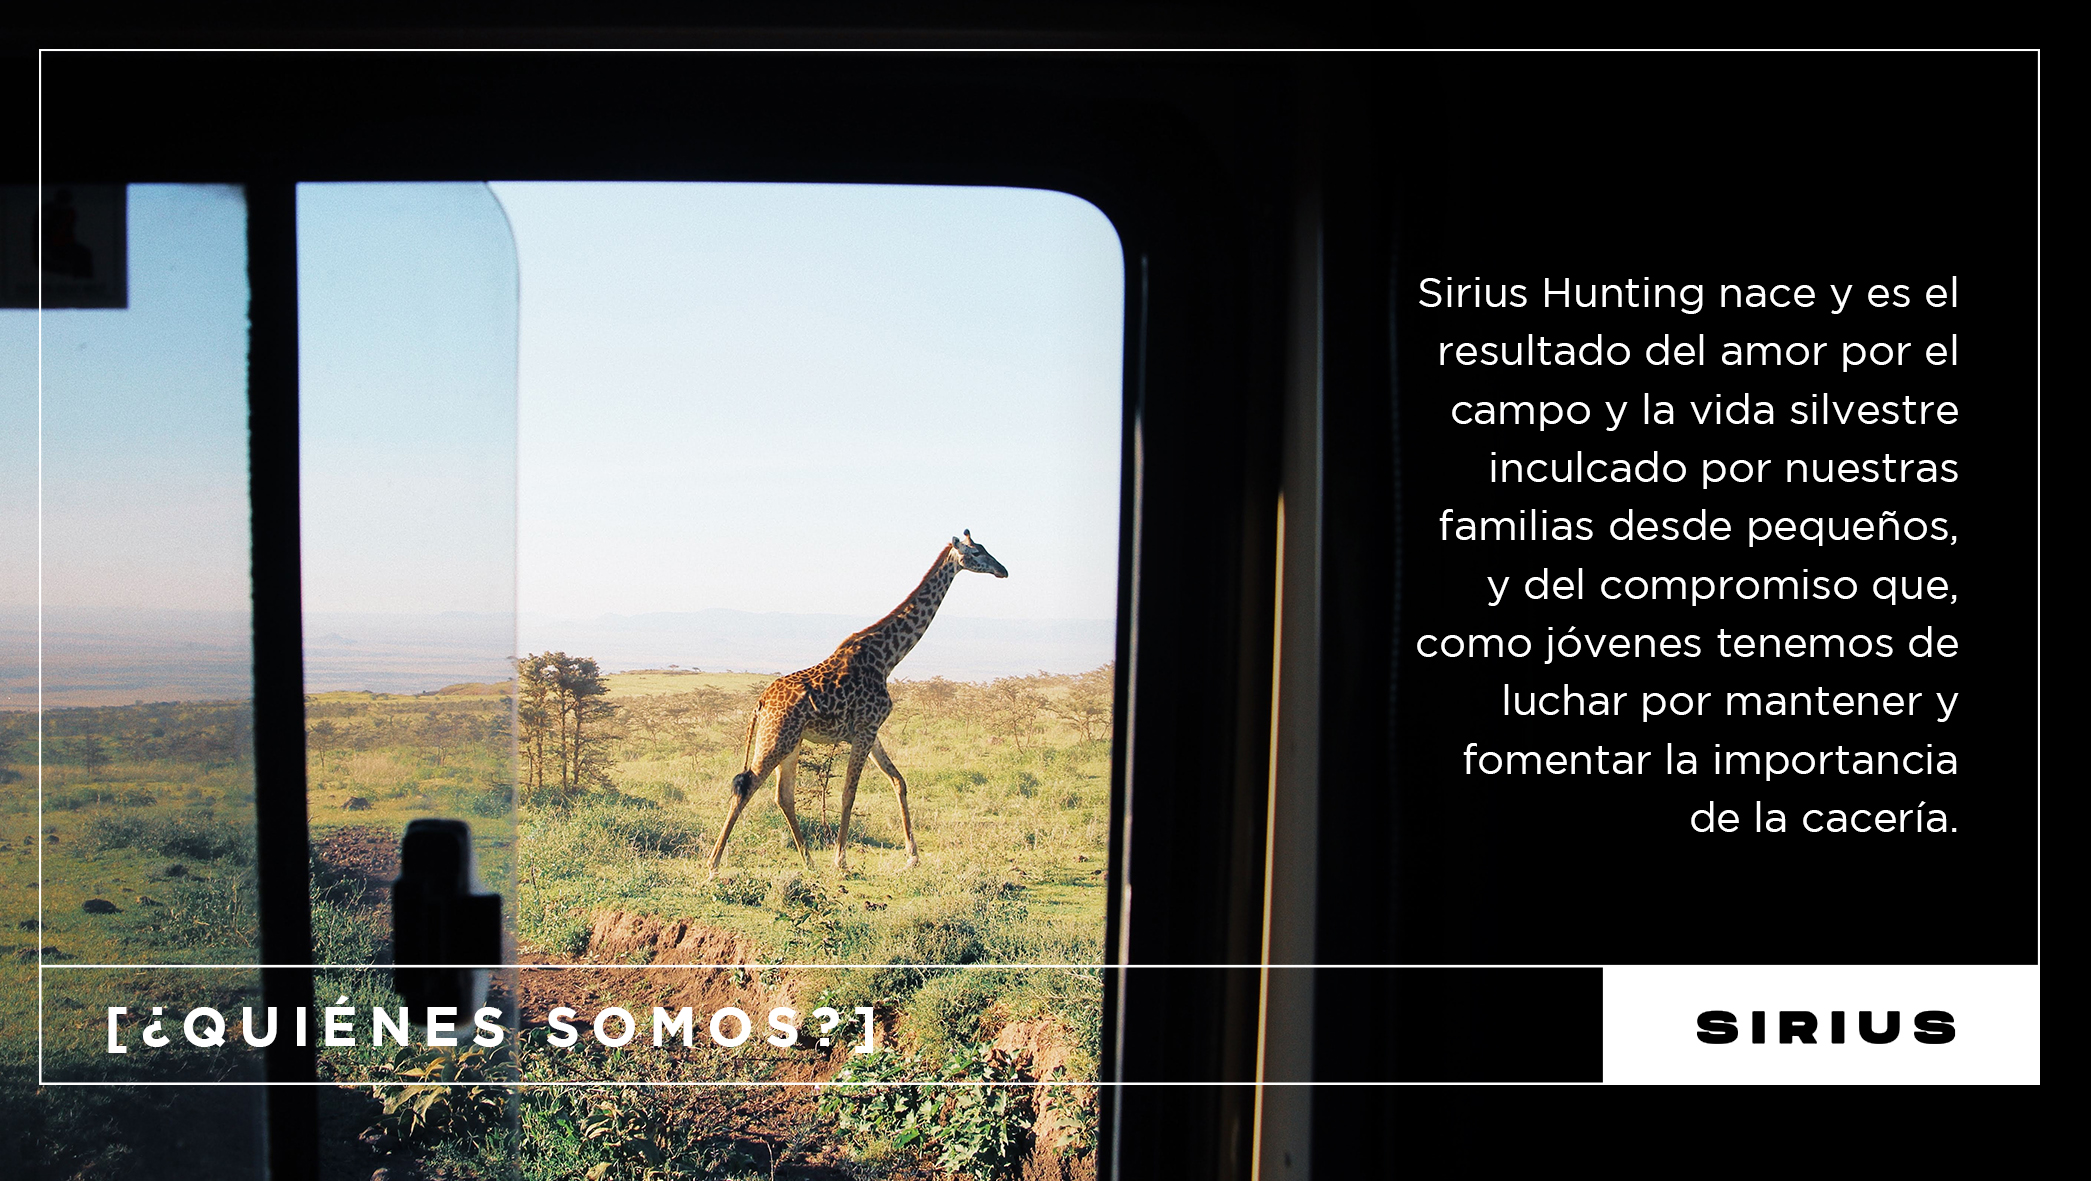 Sirius Hunting nace y es el
resultado del amor por el
campo y la vida silvestre
inculcado por nuestras
familias desde pequeños,
y del compromiso que,
como jóvenes tenemos de
luchar por mantener y
fomentar la importancia
de la cacería.
[¿QUIÉNES SOMOS?]
SIRIUS